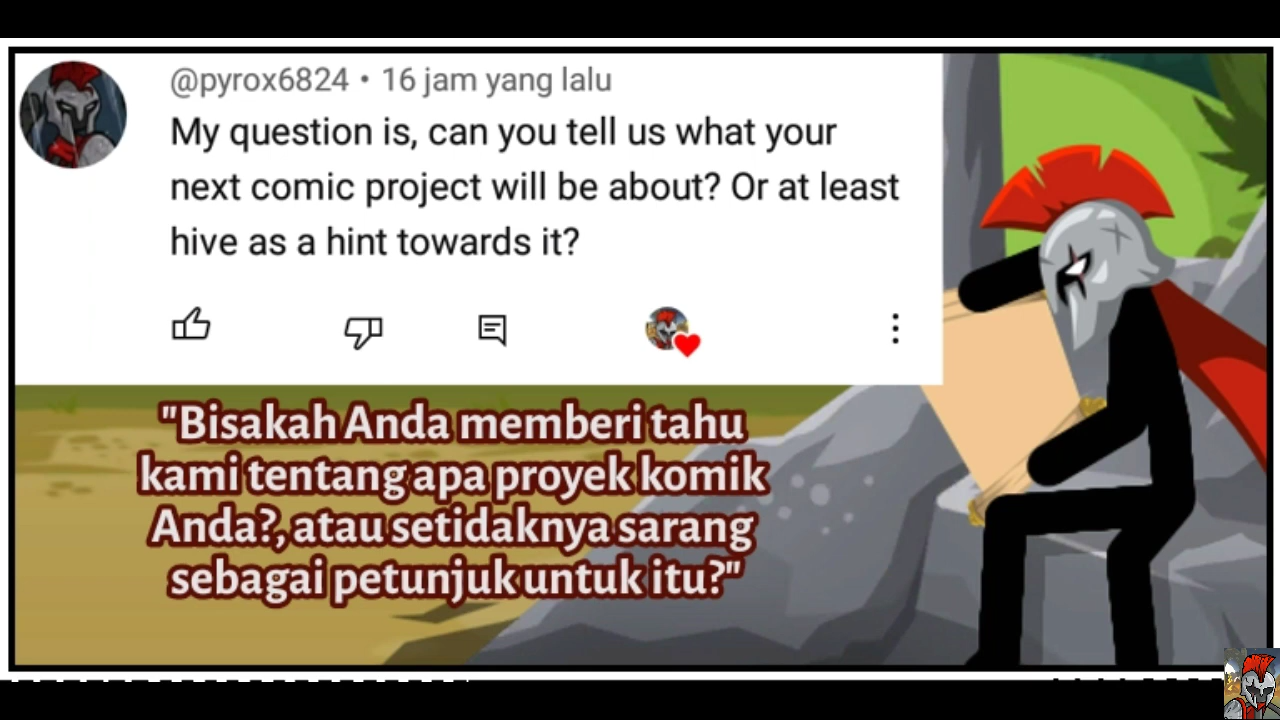 @pyrox6824 • 16 jam yang lalu
My question is, can you tell us what your
next comic project will be about? Or at least
hive as a hint towards it?
"Bisakah Anda memberi tahu
kami tentang apa proyek komik
Anda?, atau setidaknya sarang
sebagai petunjuk untuk itu?"